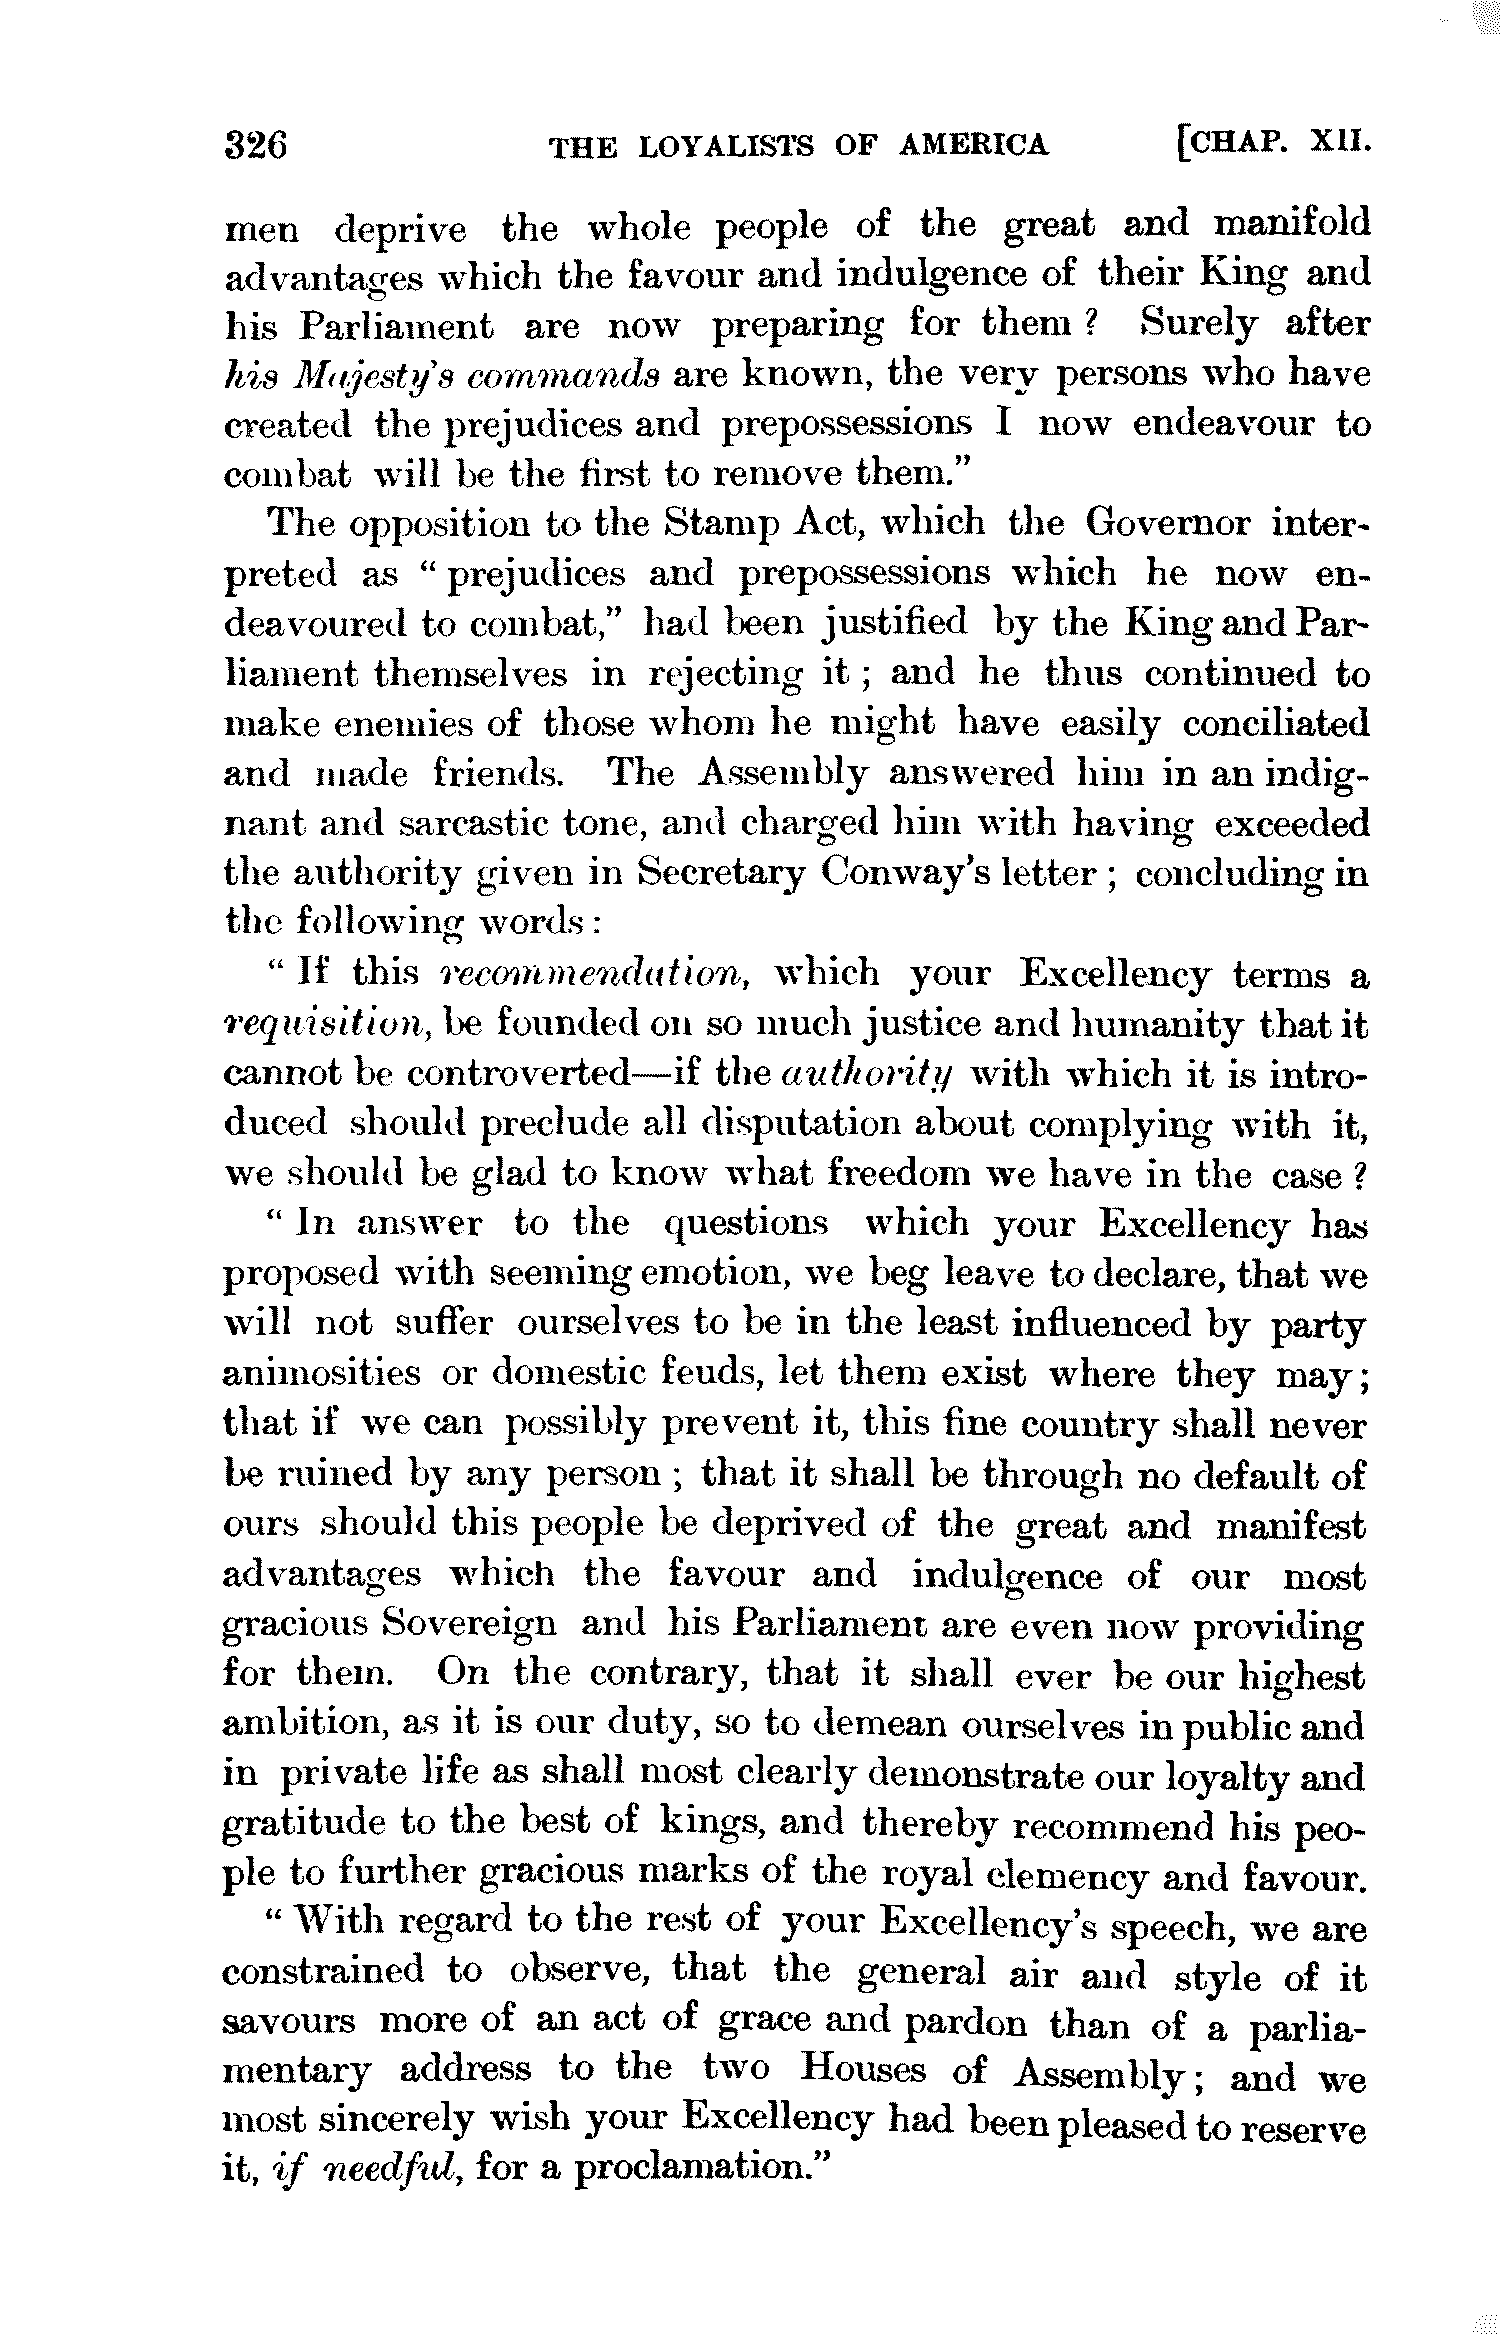 326 THE LOYALISTS OF AMERICA [CHAP. XII.
men deprive the whole people of the great and manifold
advantages which the favour and indulgence of their King and
his Parliament are now preparing for them ? Surely after
his Majesty's commands are known, the very persons who have
created the prejudices and prepossessions I now endeavour to
combat will be the first to remove them."
The opposition to the Stamp Act, which the Governor inter-
preted as " prejudices and prepossessions which he now en-
deavoured to combat," had been justified by the King and Par-
liament themselves in rejecting it ; and he thus continued to
make enemies of those whom he might have easily conciliated
and made friends. The Assembly answered him in an indig-
nant and sarcastic tone, and charged him with having exceeded
the authority given in Secretary Conway's letter ; concluding in
the following words :
" If this recommendation, which your Excellency terms a
requisition, be founded on so much justice and humanity that it
cannot be controverted—if the authority with which it is intro-
duced should preclude all disputation about complying with it,
we should be glad to know what freedom we have in the case ?
" In answer to the questions which your Excellency has
proposed with seeming emotion, we beg leave to declare, that we
will not suffer ourselves to be in the least influenced by party
animosities or domestic feuds, let them exist where they may ;
that if we can possibly prevent it, this fine country shall never
be ruined by any person ; that it shall be through no default of
ours should this people be deprived of the great and manifest
advantages which the favour and indulgence of our most
gracious Sovereign and his Parliament are even now providing
for them. On the contrary, that it shall ever be our highest
ambition, as it is our duty, so to demean ourselves in public and
in private life as shall most clearly demonstrate our loyalty and
gratitude to the best of kings, and thereby recommend his peo-
ple to further gracious marks of the royal clemency and favour.
" With regard to the rest of your Excellency's speech, we are
constrained to observe, that the general air and style of it
savours more of an act of grace and pardon than of a parlia-
mentary address to the two Houses of Assembly ; and we
most sincerely wish your Excellency had been pleased to reserve
it, if needful, for a proclamation."